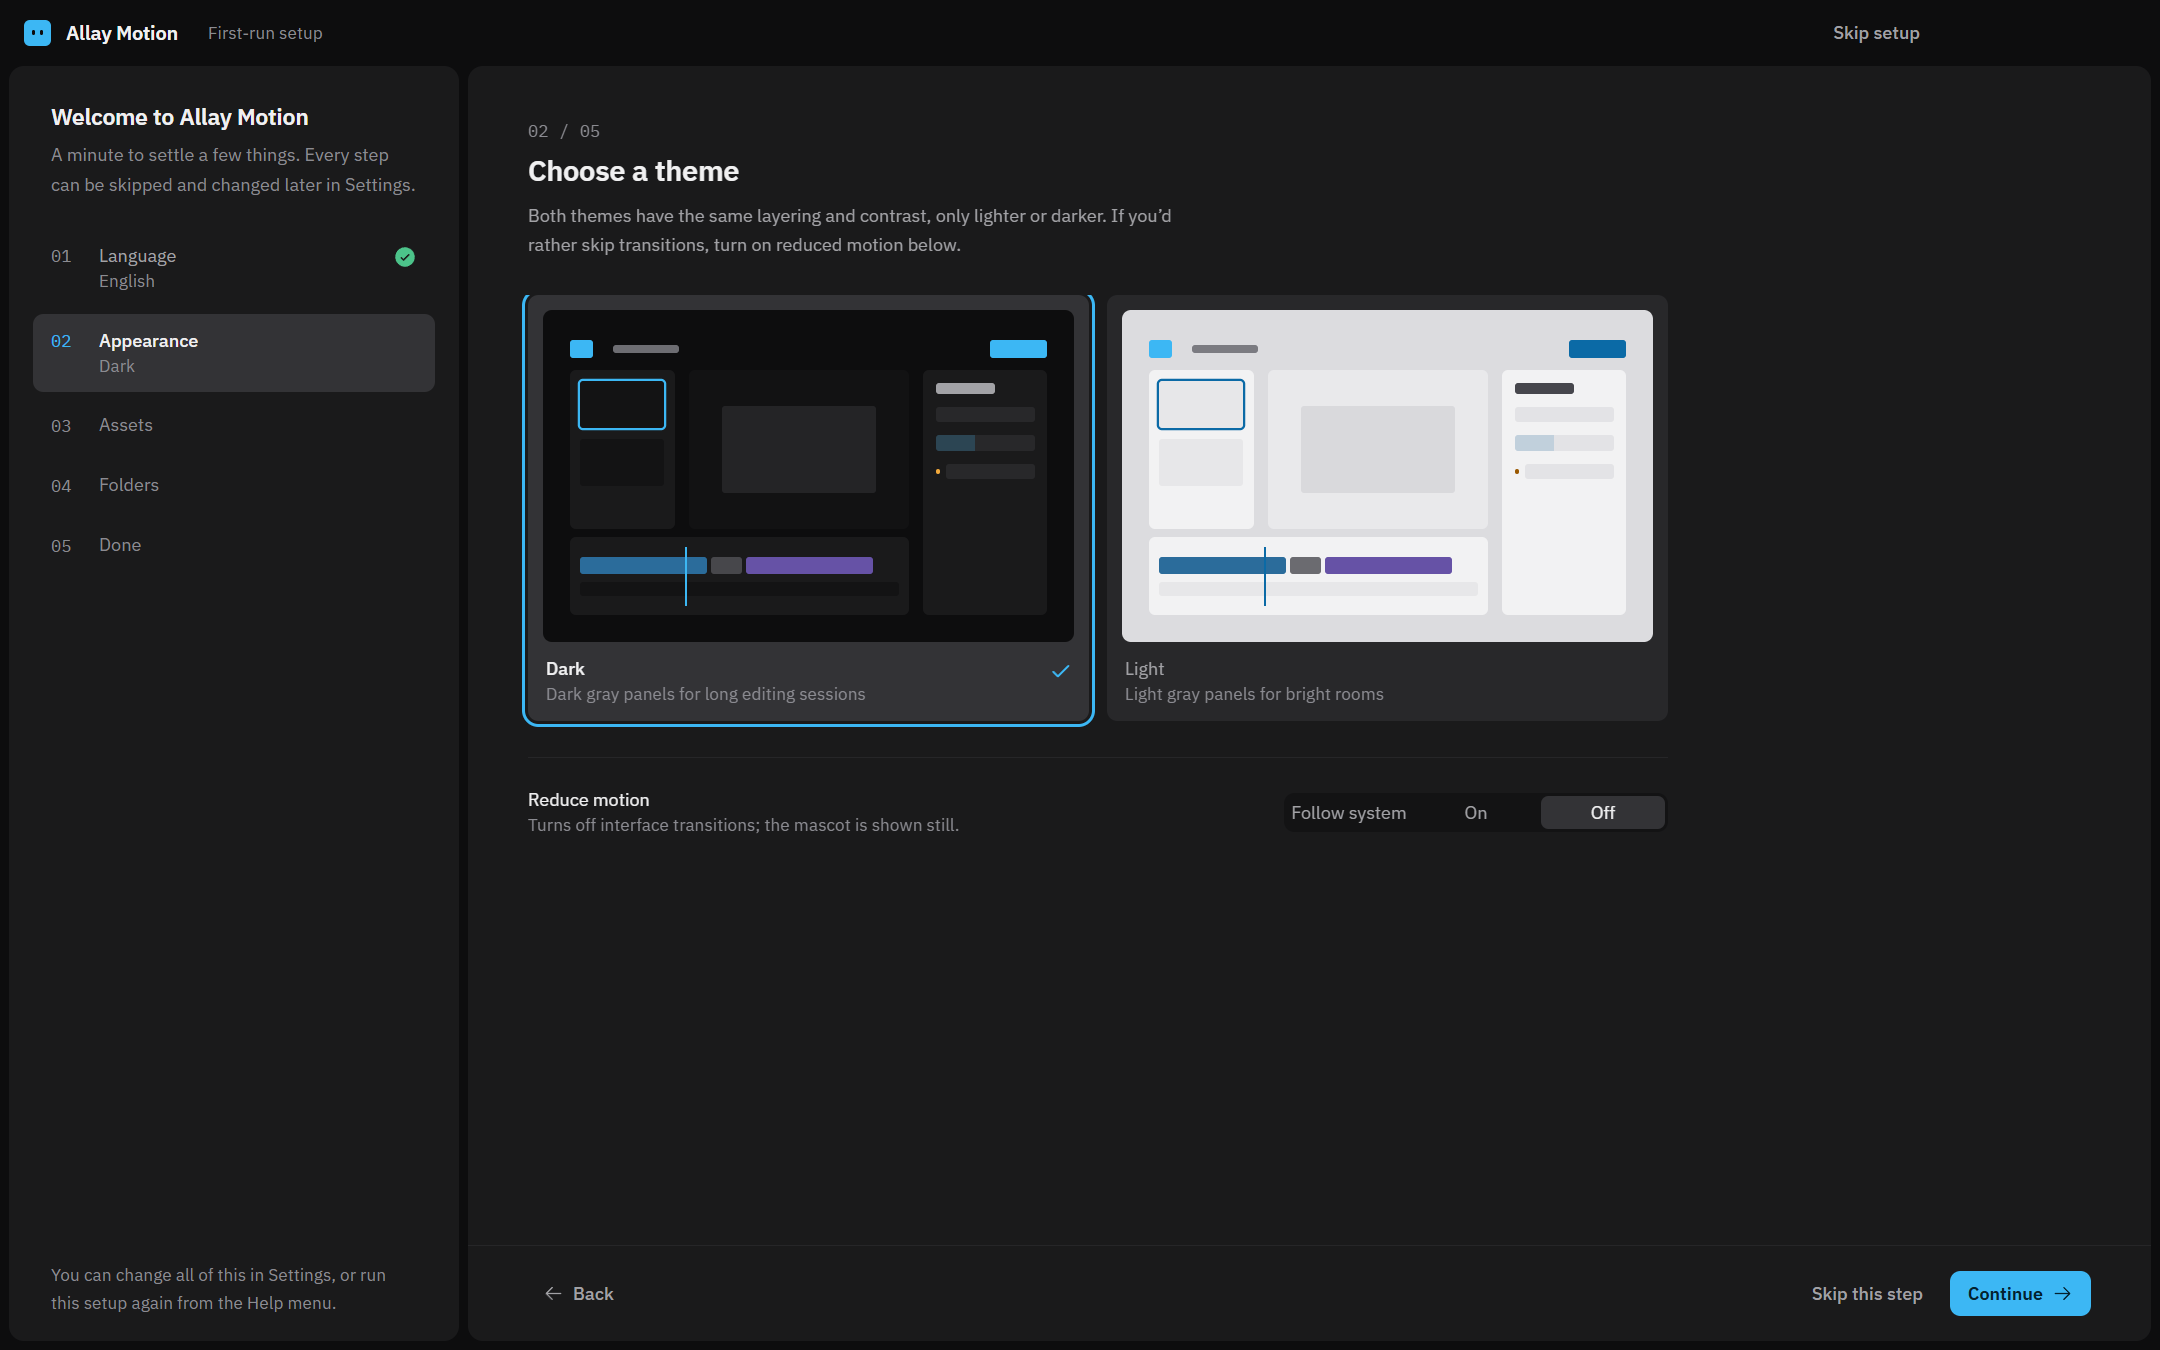 Allay Motion
First-run setup
Skip setup
Welcome to Allay Motion
A minute to settle a few things. Every step
can be skipped and changed later in Settings.
01 Language
English
02 Appearance
Dark
03 Assets
04 Folders
05 Done
You can change all of this in Settings, or run
this setup again from the Help menu.
02 / 05
Choose a theme
Both themes have the same layering and contrast, only lighter or darker. If you’d
rather skip transitions, turn on reduced motion below.
Dark
Dark gray panels for long editing sessions
Light
Light gray panels for bright rooms
Reduce motion
Turns off interface transitions; the mascot is shown still.
Follow system
On
Off
Back
Skip this step
Continue